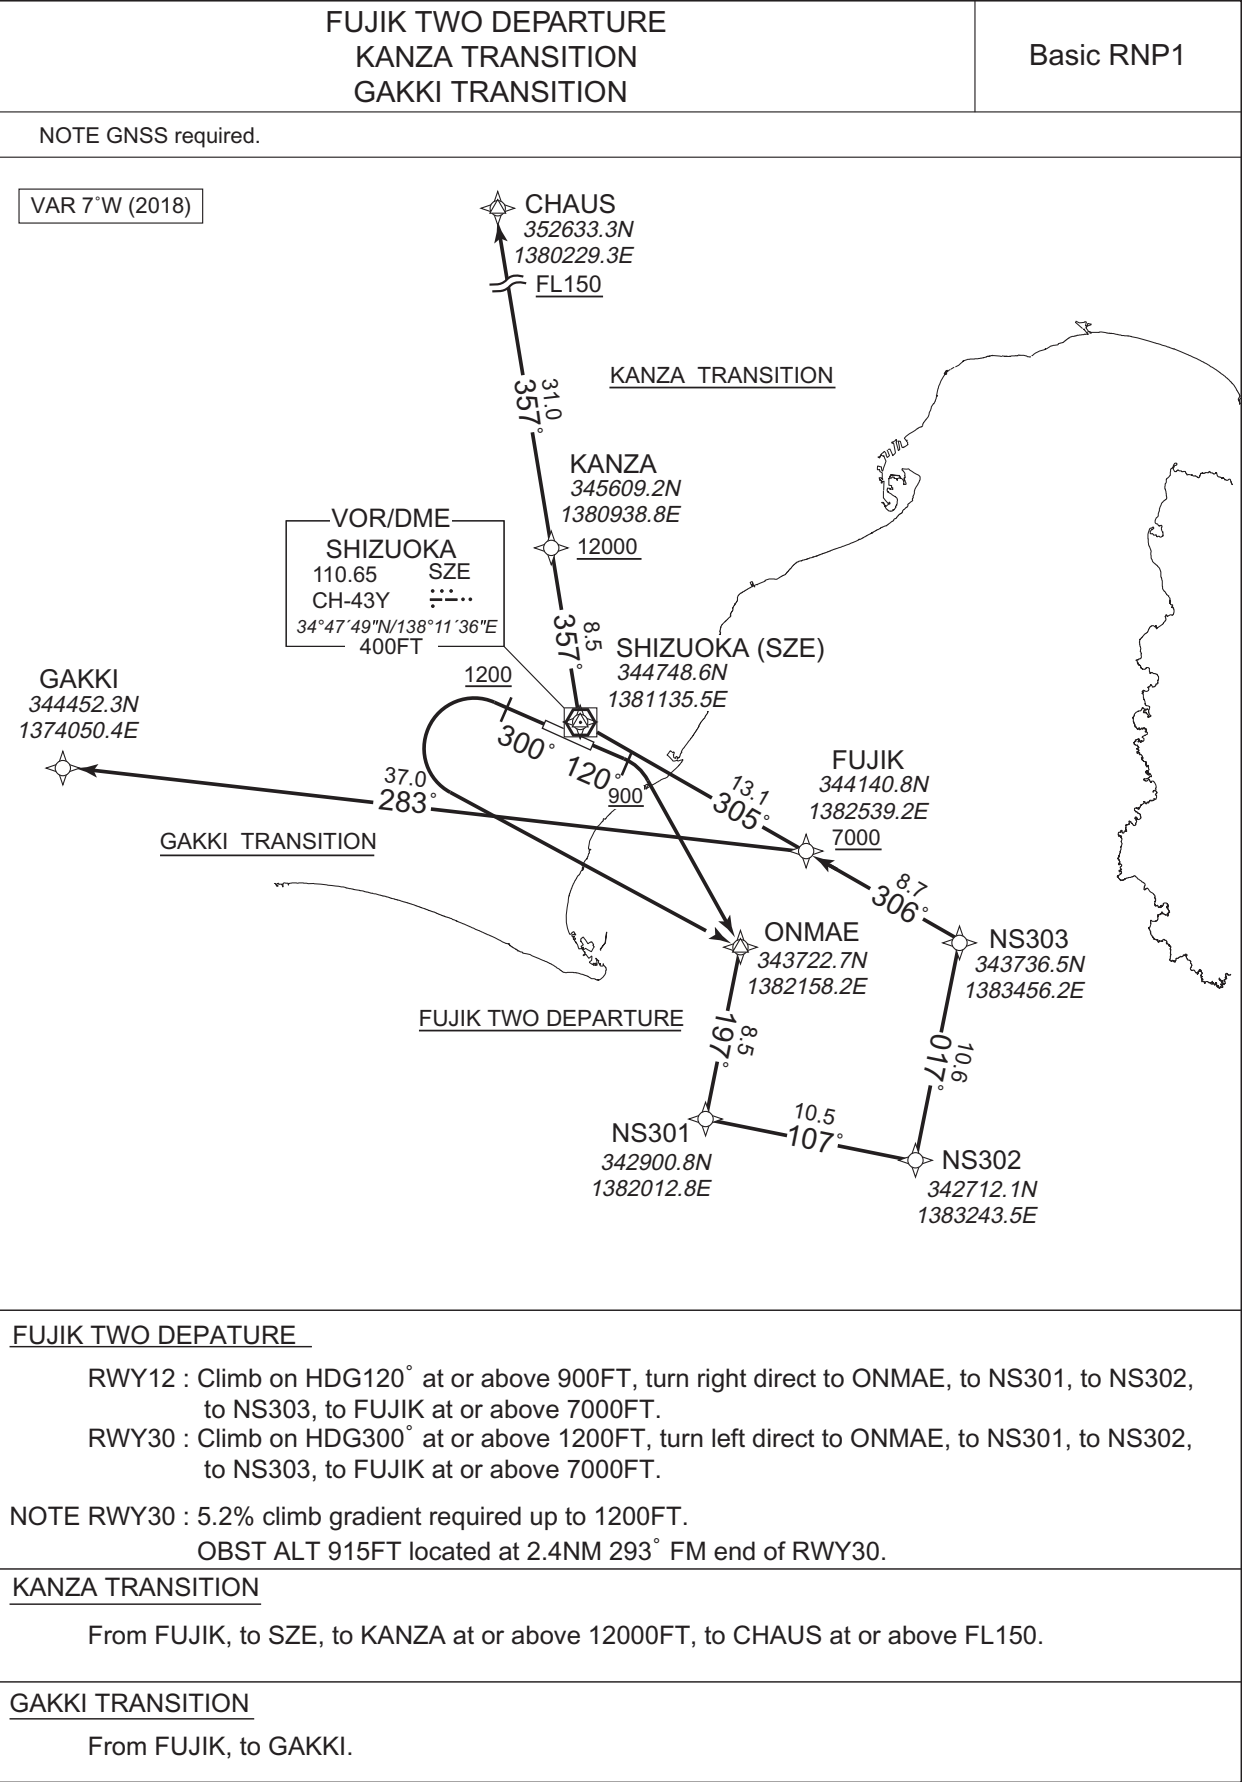 FUJIK TWO DEPARTURE
KANZA TRANSITION
GAKKI TRANSITION
Basic RNP1
NOTE GNSS required.
VAR 7˚W (2018)
CHAUS
352633.3N
1380229.3E
FL150
31.0
357˚
KANZA TRANSITION
KANZA
345609.2N
1380938.8E
12000
VOR/DME
SHIZUOKA
110.65 SZE
CH-43Y
34°47´49"N/138°11´36"E
400FT
8.5
357˚
SHIZUOKA (SZE)
344748.6N
1381135.5E
GAKKI
344452.3N
1374050.4E
1200
300˚
120˚
900
13.1
305˚
FUJIK
344140.8N
1382539.2E
7000
37.0
283˚
GAKKI TRANSITION
8.7
306˚
ONMAE
343722.7N
1382158.2E
NS303
343736.5N
1383456.2E
FUJIK TWO DEPARTURE
8.5
197˚
10.6
017˚
NS301
342900.8N
1382012.8E
10.5
107˚
NS302
342712.1N
1383243.5E
FUJIK TWO DEPATURE
RWY12 : Climb on HDG120˚ at or above 900FT, turn right direct to ONMAE, to NS301, to NS302,
to NS303, to FUJIK at or above 7000FT.
RWY30 : Climb on HDG300˚ at or above 1200FT, turn left direct to ONMAE, to NS301, to NS302,
to NS303, to FUJIK at or above 7000FT.
NOTE RWY30 : 5.2% climb gradient required up to 1200FT.
OBST ALT 915FT located at 2.4NM 293˚ FM end of RWY30.
KANZA TRANSITION
From FUJIK, to SZE, to KANZA at or above 12000FT, to CHAUS at or above FL150.
GAKKI TRANSITION
From FUJIK, to GAKKI.